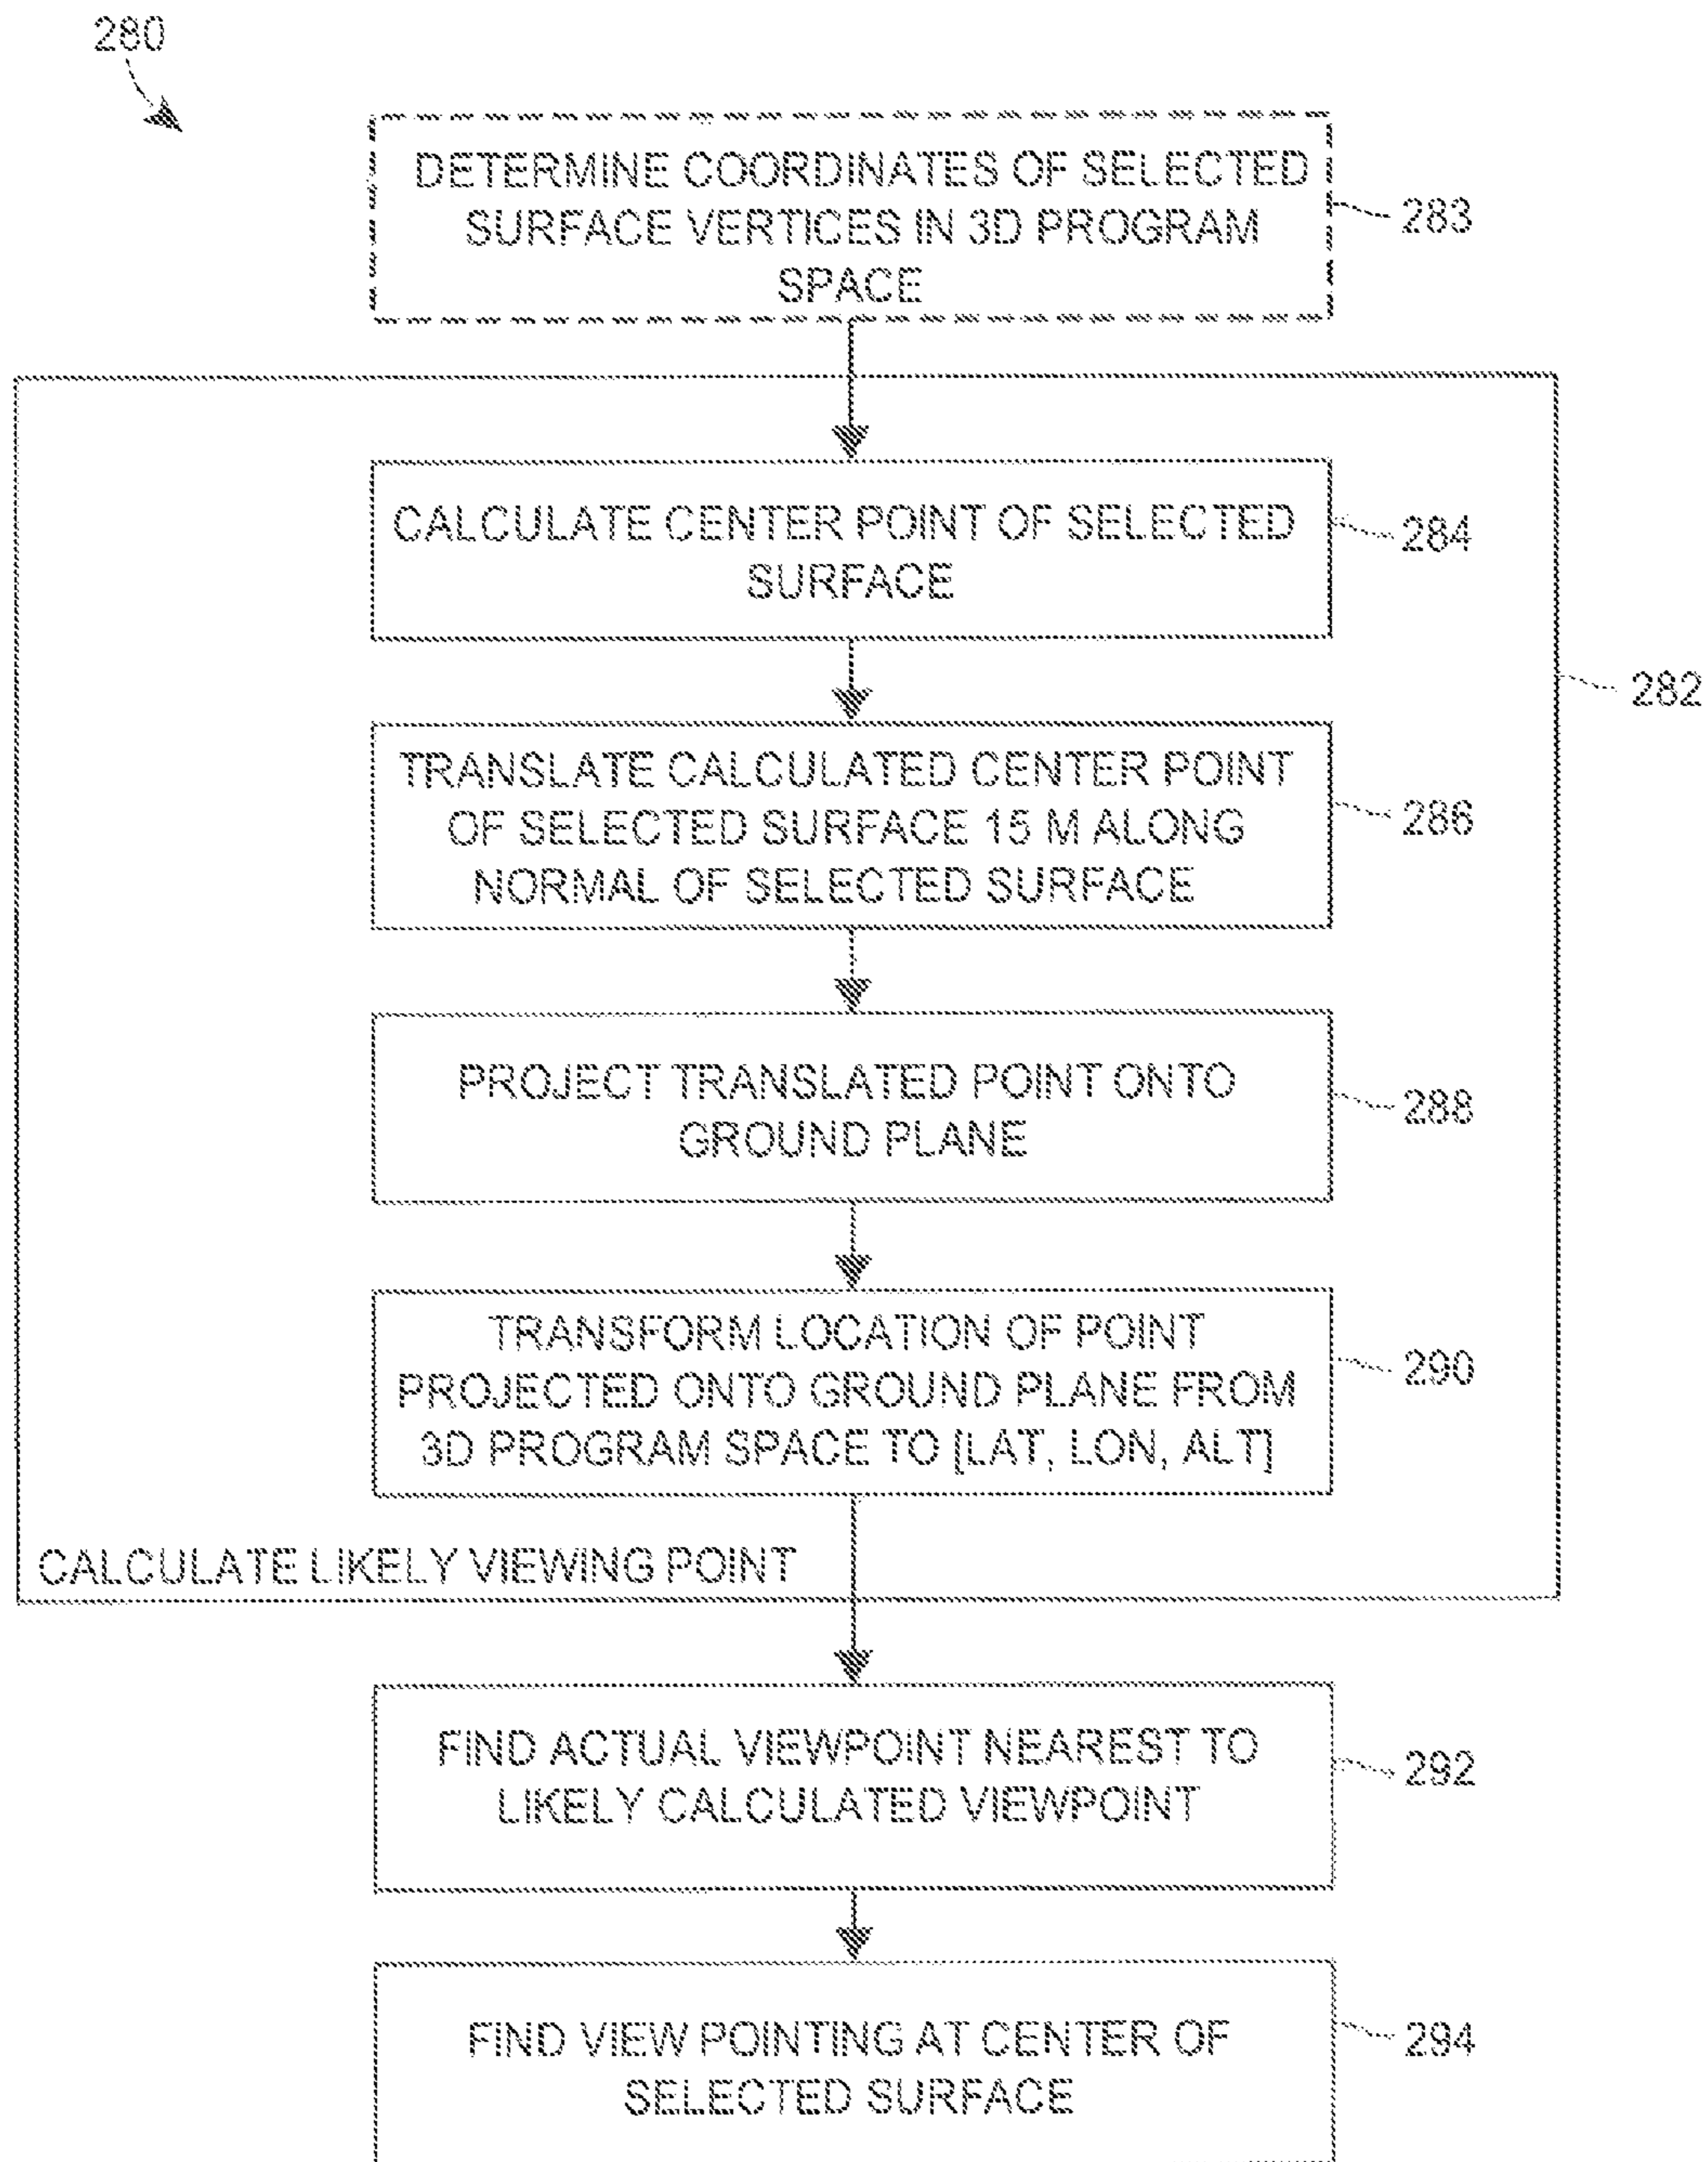 280
DETERMINE COORDINATES OF SELECTED
SURFACE VERTICES IN 3D PROGRAM
SPACE
283
CALCULATE CENTER POINT OF SELECTED
SURFACE
284
282
TRANSLATE CALCULATED CENTER POINT
OF SELECTED SURFACE 15 M ALONG
NORMAL OF SELECTED SURFACE
286
PROJECT TRANSLATED POINT ONTO
GROUND PLANE
288
TRANSFORM LOCATION OF POINT
PROJECTED ONTO GROUND PLANE FROM
3D PROGRAM SPACE TO [LAT, LON, ALT]
290
CALCULATE LIKELY VIEWING POINT
FIND ACTUAL VIEWPOINT NEAREST TO
LIKELY CALCULATED VIEWPOINT
292
FIND VIEW POINTING AT CENTER OF
SELECTED SURFACE
294